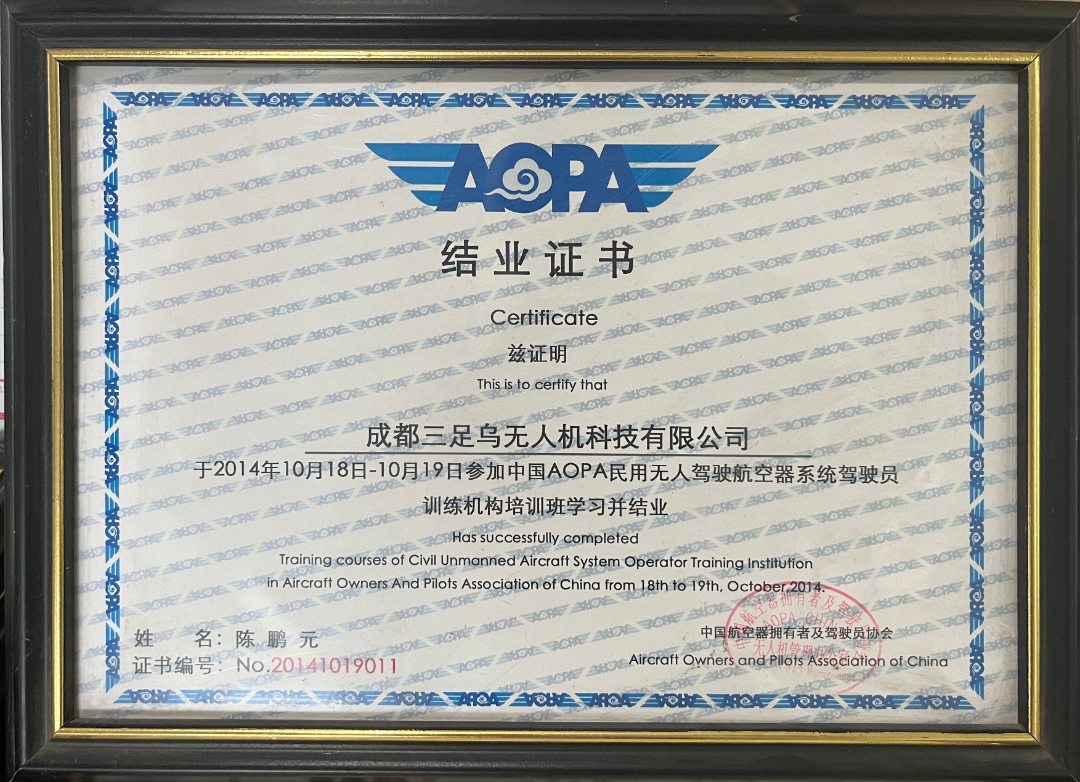 AOPA
结业证书
Certificate
兹证明
This is to certify that
成都三足乌无人机科技有限公司
于2014年10月18日-10月19日参加中国AOPA民用无人驾驶航空器系统驾驶员
训练机构培训班学习并结业
Has successfully completed
Training courses of Civil Unmanned Aircraft System Operator Training Institution
in Aircraft Owners And Pilots Association of China from 18th to 19th, October,2014.
姓 名：陈 鹏 元
证书编号：No.20141019011
中国航空器拥有者及驾驶员协会
Aircraft Owners and Pilots Association of China